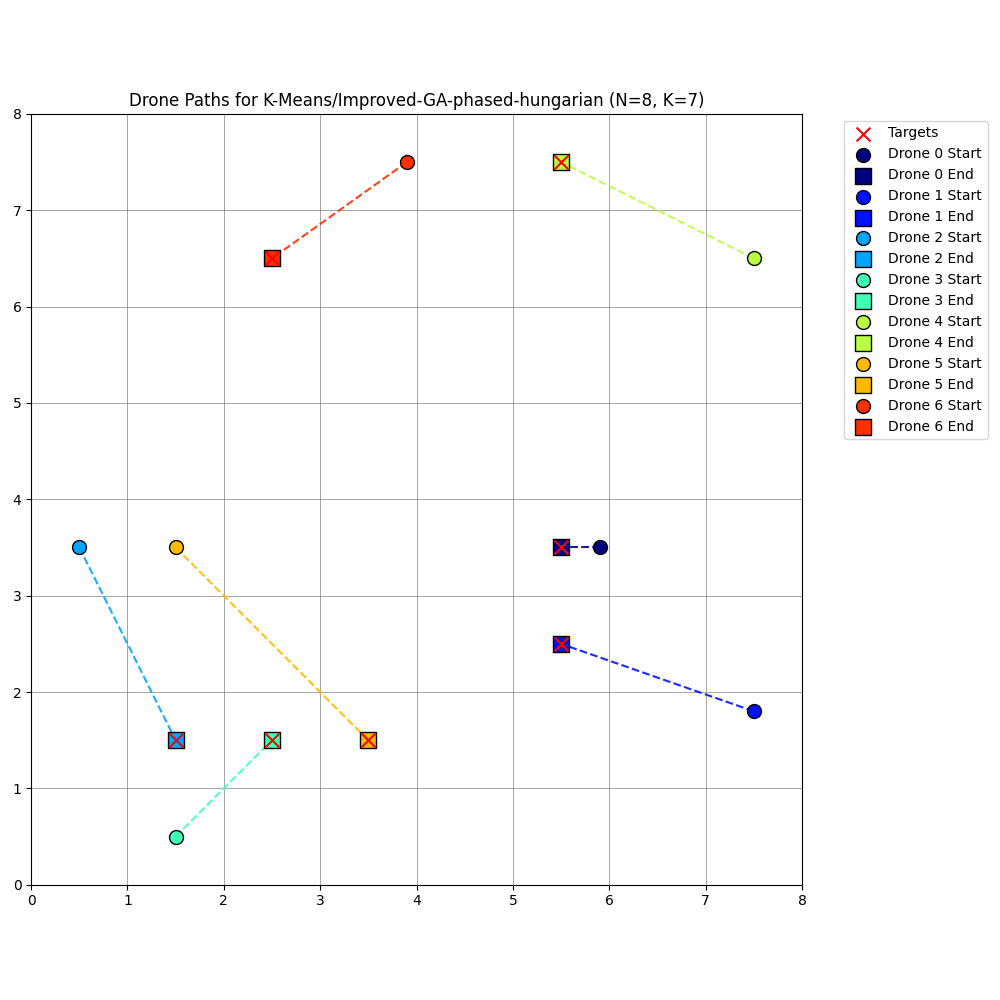 Drone Paths for K-Means/Improved-GA-phased-hungarian (N=8, K=7)
8
7
6
5
4
3
2
1
0
0 1 2 3 4 5 6 7 8
Targets
Drone 0 Start
Drone 0 End
Drone 1 Start
Drone 1 End
Drone 2 Start
Drone 2 End
Drone 3 Start
Drone 3 End
Drone 4 Start
Drone 4 End
Drone 5 Start
Drone 5 End
Drone 6 Start
Drone 6 End